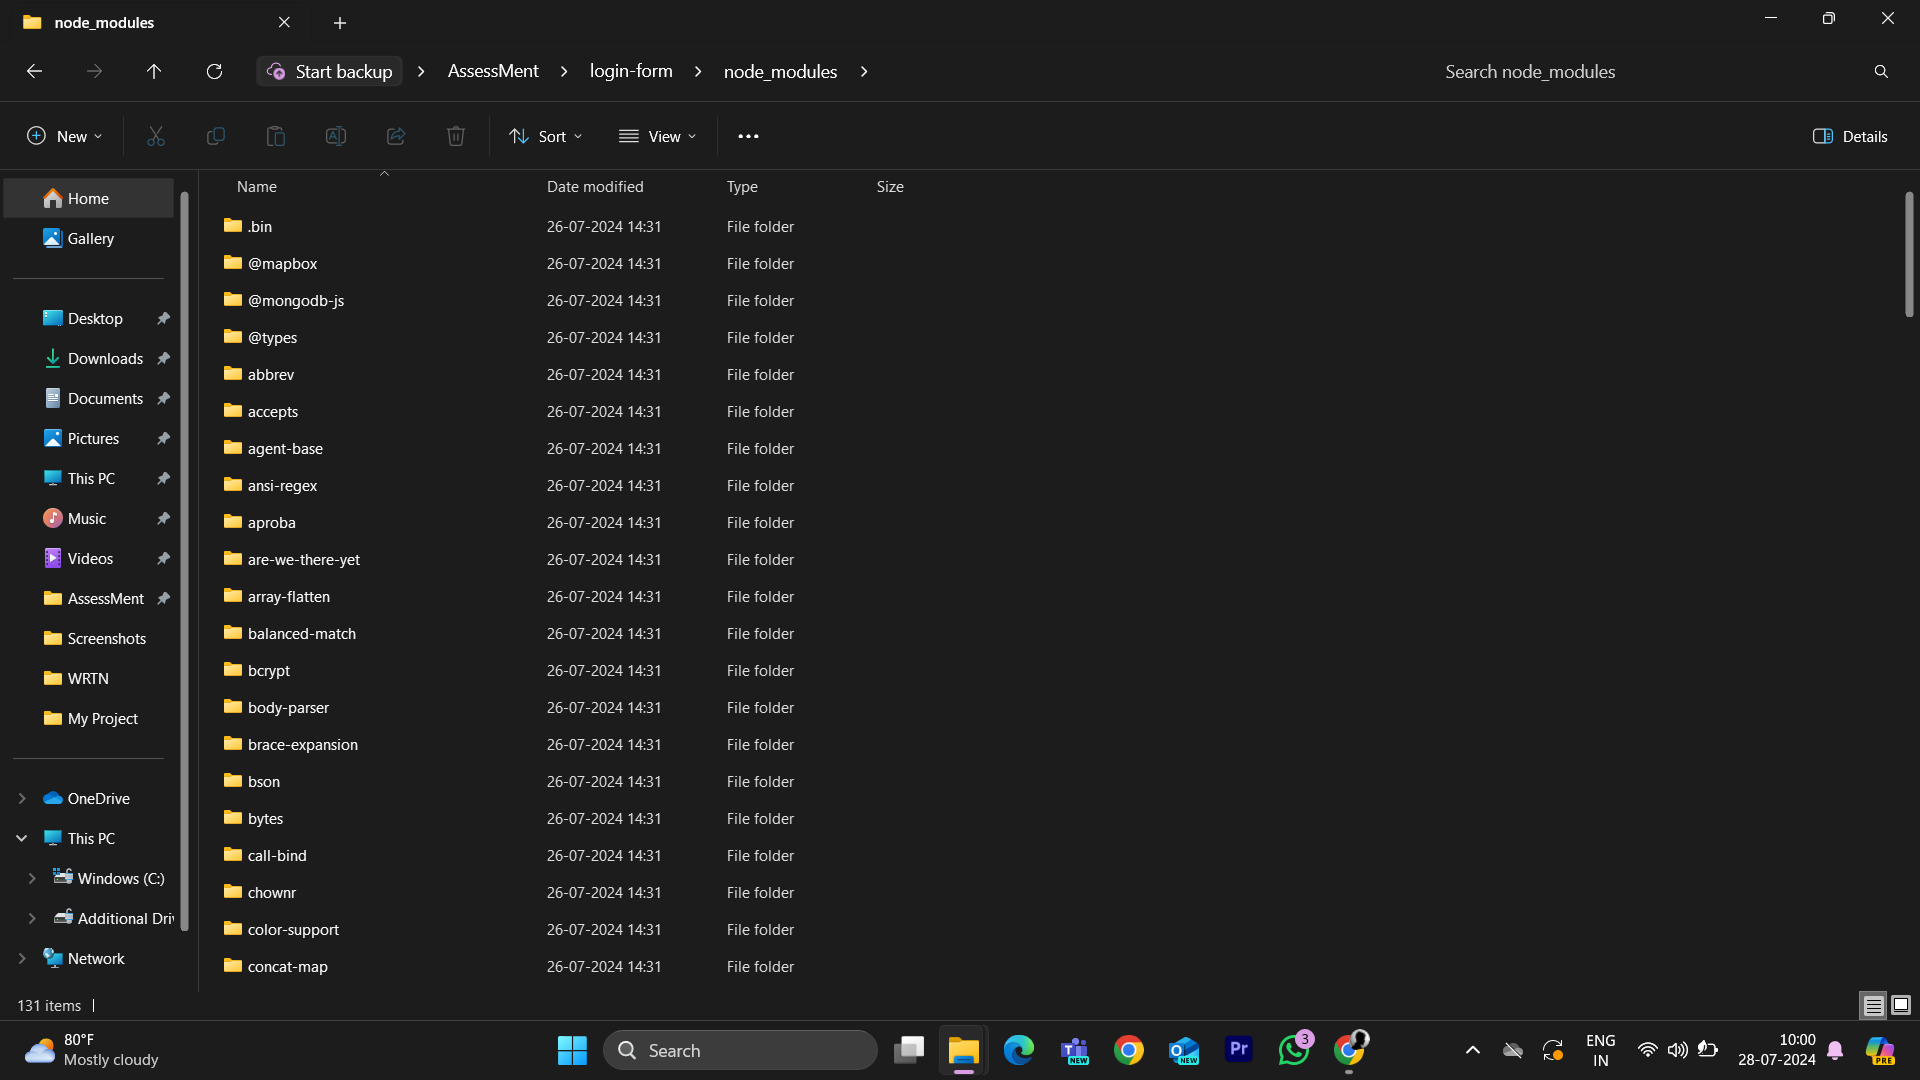 node_modules
Start backup > AssessMent > login-form > node_modules >
Search node_modules
New
Sort
View
Details
Name Date modified Type Size
Home
Gallery
Desktop
Downloads
Documents
Pictures
This PC
Music
Videos
AssessMent
Screenshots
WRTN
My Project
OneDrive
This PC
Windows (C:)
Additional Driv
Network
.bin 26-07-2024 14:31 File folder
@mapbox 26-07-2024 14:31 File folder
@mongodb-js 26-07-2024 14:31 File folder
@types 26-07-2024 14:31 File folder
abbrev 26-07-2024 14:31 File folder
accepts 26-07-2024 14:31 File folder
agent-base 26-07-2024 14:31 File folder
ansi-regex 26-07-2024 14:31 File folder
aproba 26-07-2024 14:31 File folder
are-we-there-yet 26-07-2024 14:31 File folder
array-flatten 26-07-2024 14:31 File folder
balanced-match 26-07-2024 14:31 File folder
bcrypt 26-07-2024 14:31 File folder
body-parser 26-07-2024 14:31 File folder
brace-expansion 26-07-2024 14:31 File folder
bson 26-07-2024 14:31 File folder
bytes 26-07-2024 14:31 File folder
call-bind 26-07-2024 14:31 File folder
chownr 26-07-2024 14:31 File folder
color-support 26-07-2024 14:31 File folder
concat-map 26-07-2024 14:31 File folder
131 items
80°F
Mostly cloudy
Search
NEW
NEW
Pr
3
ENG
IN
10:00
28-07-2024
PRE